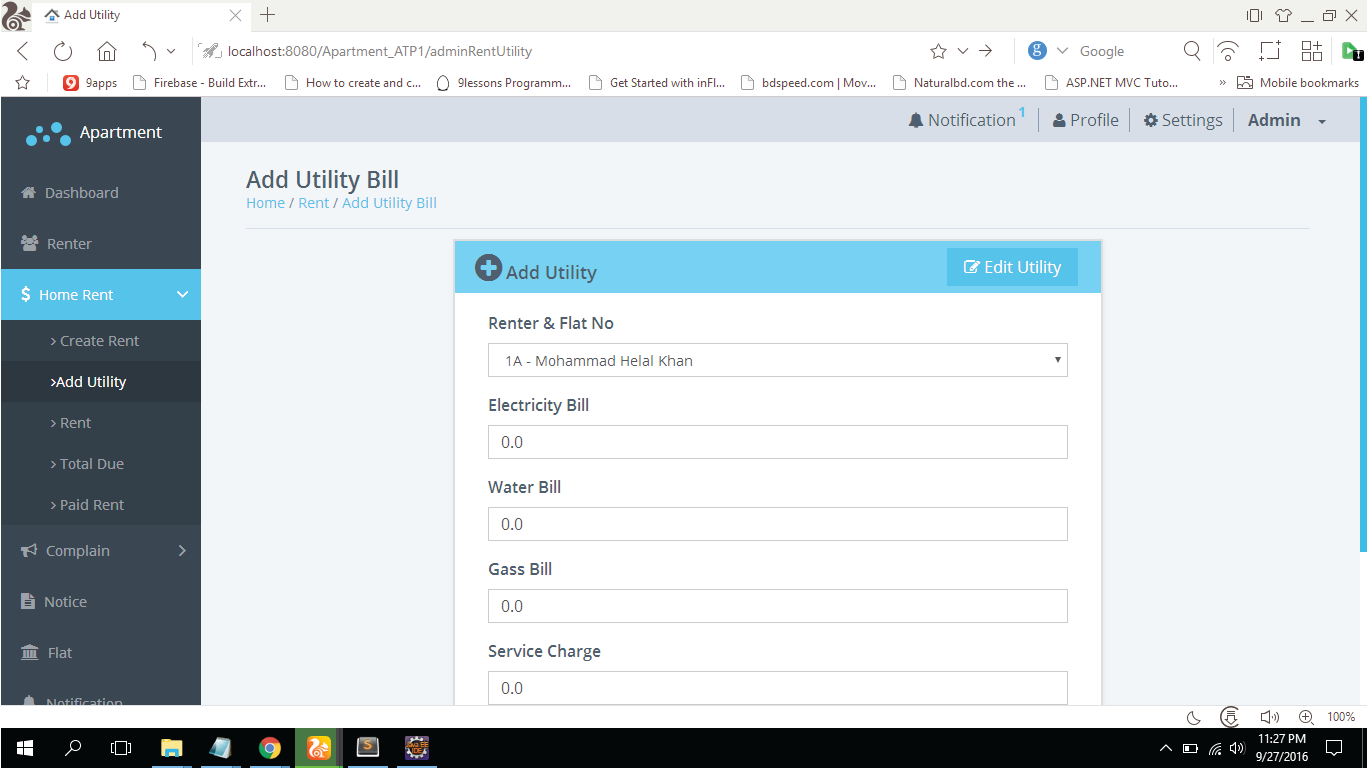 Add Utility
localhost:8080/Apartment_ATP1/adminRentUtility
g
Google
T
9
9apps
Firebase - Build Extr...
How to create and c...
9lessons Programm...
Get Started with inFl...
bdspeed.com | Mov...
Naturalbd.com the ...
ASP.NET MVC Tuto...
»
Mobile bookmarks
Apartment
Notification 1
Profile
Settings
Admin
Dashboard
Renter
$ Home Rent
> Create Rent
>Add Utility
> Rent
> Total Due
> Paid Rent
Complain
Notice
Flat
Notification
Add Utility Bill
Home / Rent / Add Utility Bill
Add Utility
Edit Utility
Renter & Flat No
1A - Mohammad Helal Khan
Electricity Bill
0.0
Water Bill
0.0
Gass Bill
0.0
Service Charge
0.0
100%
S
Java EE
IDE
11:27 PM
9/27/2016